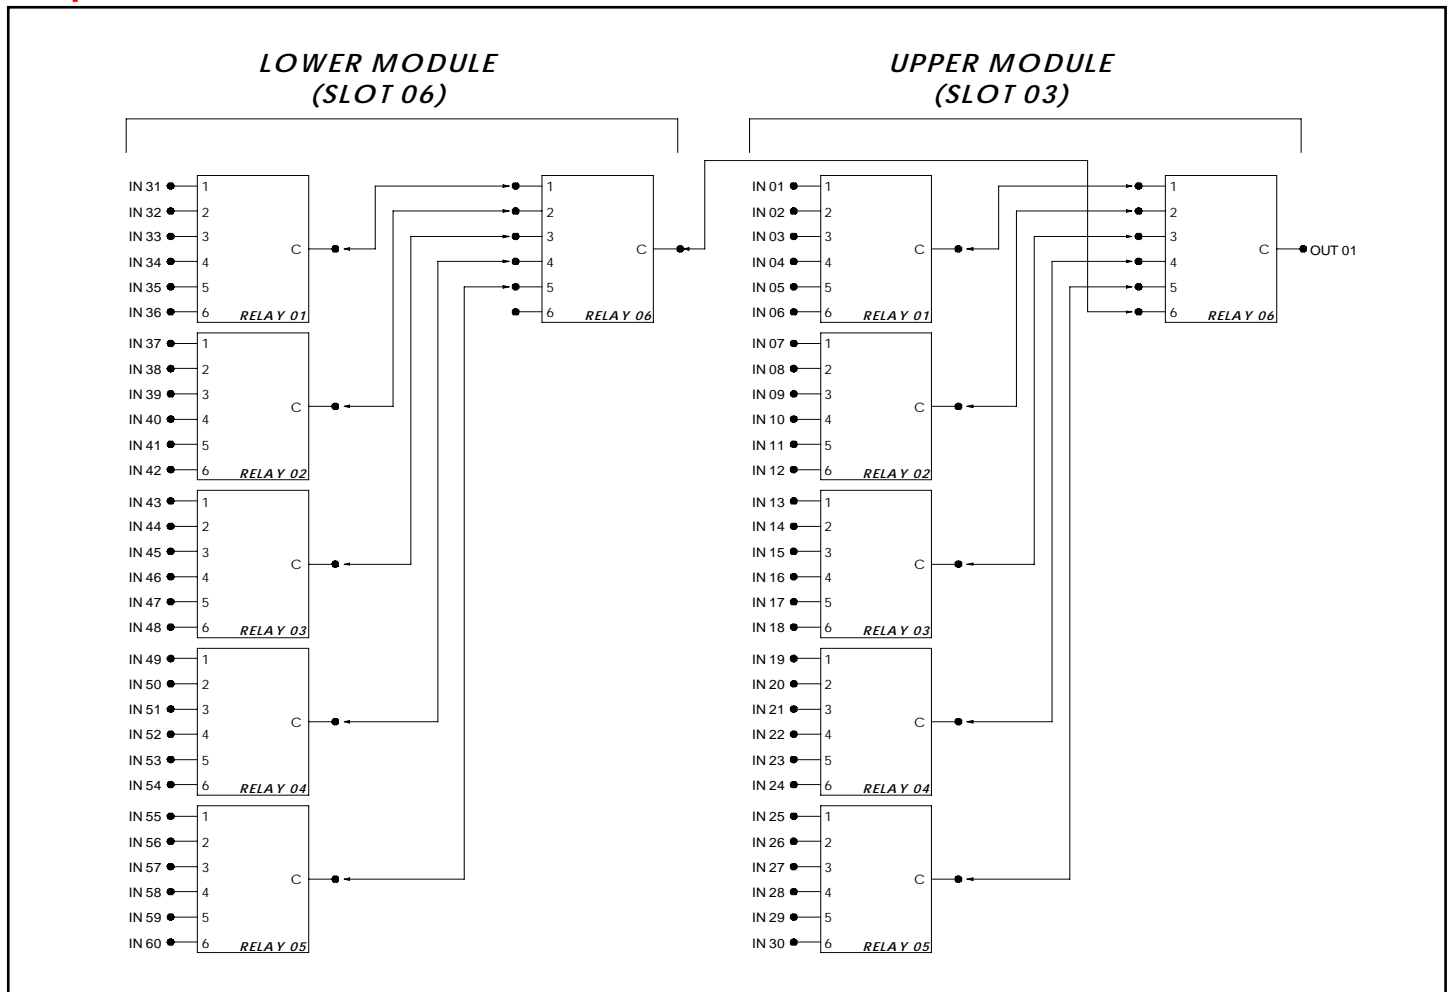 LOWER MODULE
(SLOT 06)
IN 31
IN 32
IN 33
IN 34
IN 35
IN 36
1
2
3
4
5
6
C
RELAY 01
IN 37
IN 38
IN 39
IN 40
IN 41
IN 42
1
2
3
4
5
6
C
RELAY 02
IN 43
IN 44
IN 45
IN 46
IN 47
IN 48
1
2
3
4
5
6
C
RELAY 03
IN 49
IN 50
IN 51
IN 52
IN 53
IN 54
1
2
3
4
5
6
C
RELAY 04
IN 55
IN 56
IN 57
IN 58
IN 59
IN 60
1
2
3
4
5
6
C
RELAY 05
1
2
3
4
5
6
C
RELAY 06
UPPER MODULE
(SLOT 03)
IN 01
IN 02
IN 03
IN 04
IN 05
IN 06
1
2
3
4
5
6
C
RELAY 01
IN 07
IN 08
IN 09
IN 10
IN 11
IN 12
1
2
3
4
5
6
C
RELAY 02
IN 13
IN 14
IN 15
IN 16
IN 17
IN 18
1
2
3
4
5
6
C
RELAY 03
IN 19
IN 20
IN 21
IN 22
IN 23
IN 24
1
2
3
4
5
6
C
RELAY 04
IN 25
IN 26
IN 27
IN 28
IN 29
IN 30
1
2
3
4
5
6
C
RELAY 05
1
2
3
4
5
6
C
RELAY 06
OUT 01